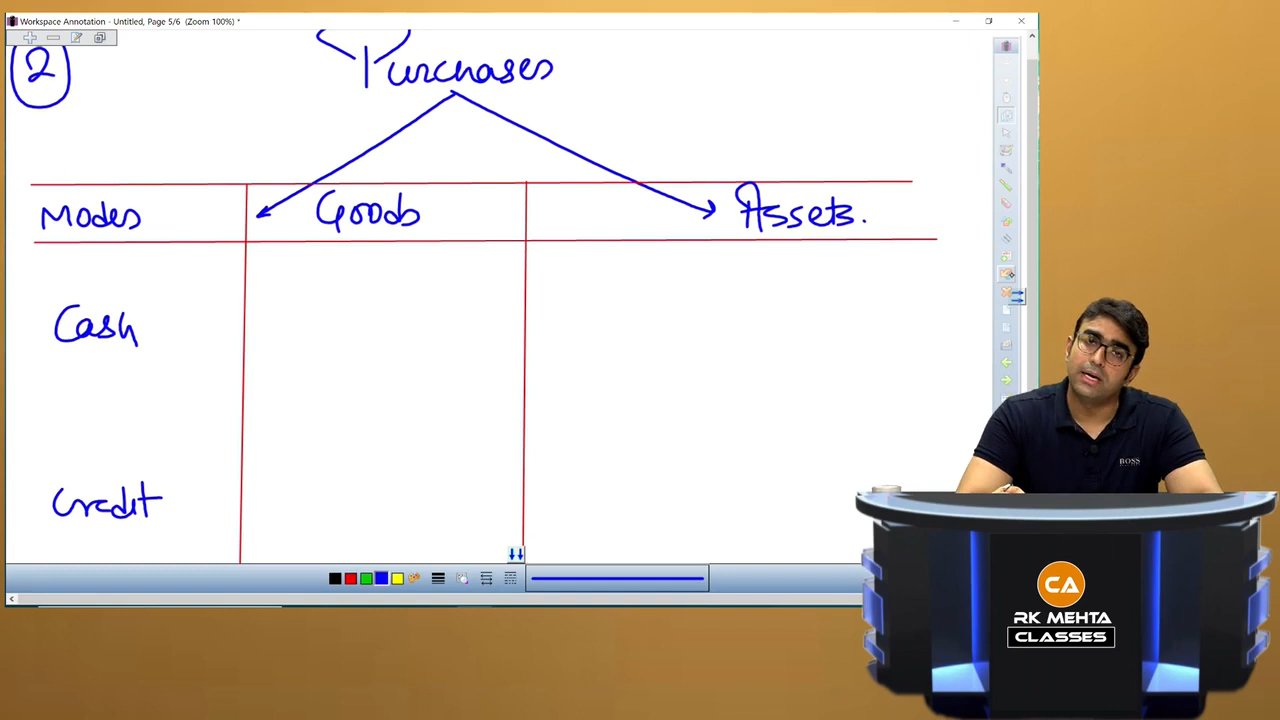 Workspace Annotation - Untitled, Page 5/6 (Zoom 100%) *
2
Purchases
Modes Goods Assets.
Cash
Credit
BOSS
CA
RK MEHTA
CLASSES